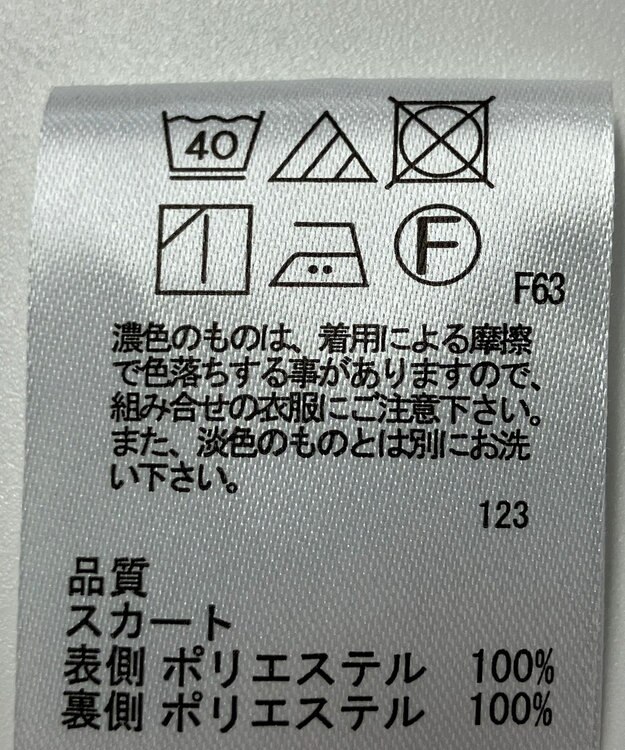 40
F
F63
濃色のものは、着用による摩擦
で色落ちする事がありますので、
組み合せの衣服にご注意下さい。
また、淡色のものとは別にお洗
い下さい。
123
品質
スカート
表側 ポリエステル 100%
裏側 ポリエステル 100%